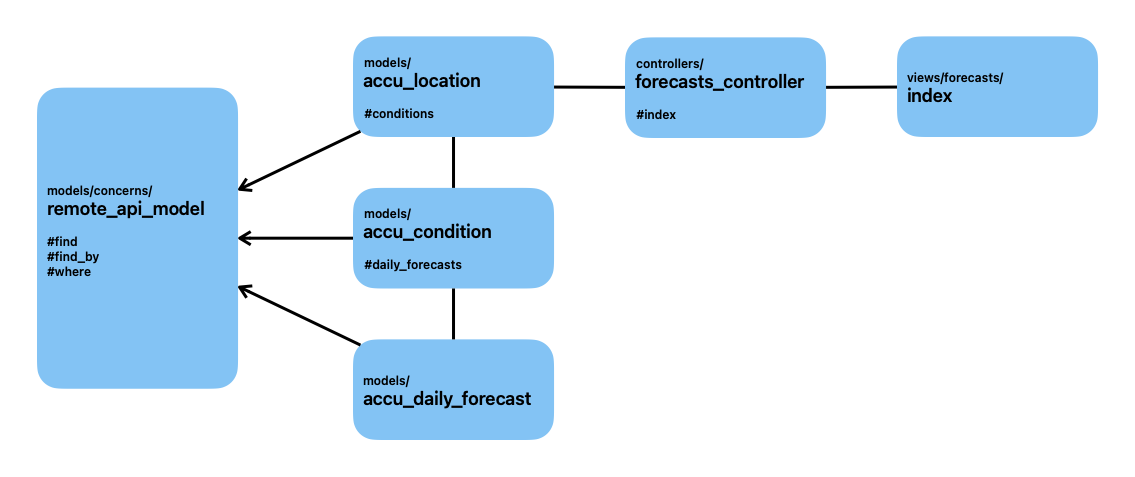 models/concerns/
remote_api_model
#find
#find_by
#where
models/
accu_location
#conditions
models/
accu_condition
#daily_forecasts
models/
accu_daily_forecast
controllers/
forecasts_controller
#index
views/forecasts/
index